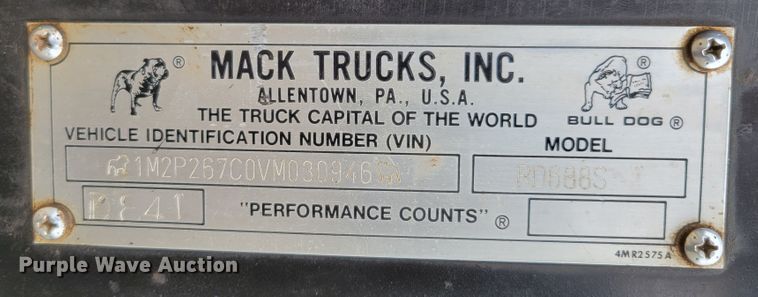 MACK TRUCKS, INC.
ALLENTOWN, PA., U.S.A.
THE TRUCK CAPITAL OF THE WORLD
®
BULL DOG ®
VEHICLE IDENTIFICATION NUMBER (VIN)
MODEL
1M2P267C0VM030946
RD688S
"PERFORMANCE COUNTS" ®
4MR2575A
Purple Wave Auction